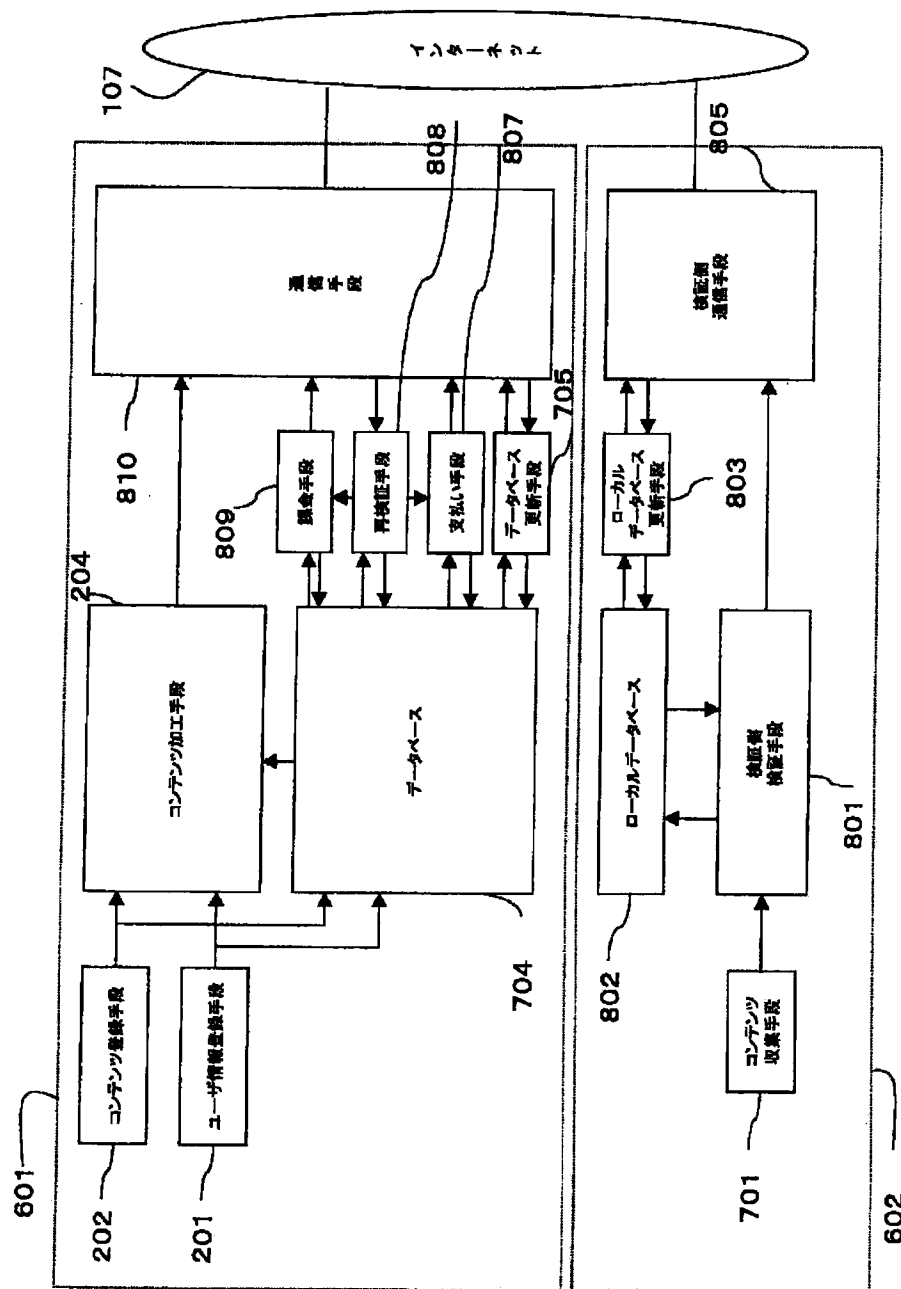 インターネット
107
808
807
805
通信
手段
検証側
通信手段
810
809
課金手段
再検証手段
支払い手段
データベース
更新手段
705
ローカル
データベース
更新手段
803
204
コンテンツ加工手段
データベース
ローカルデータベース
検証側
検証手段
801
704
802
コンテンツ登録手段
ユーザ情報登録手段
コンテンツ
収集手段
601
202
201
701
602